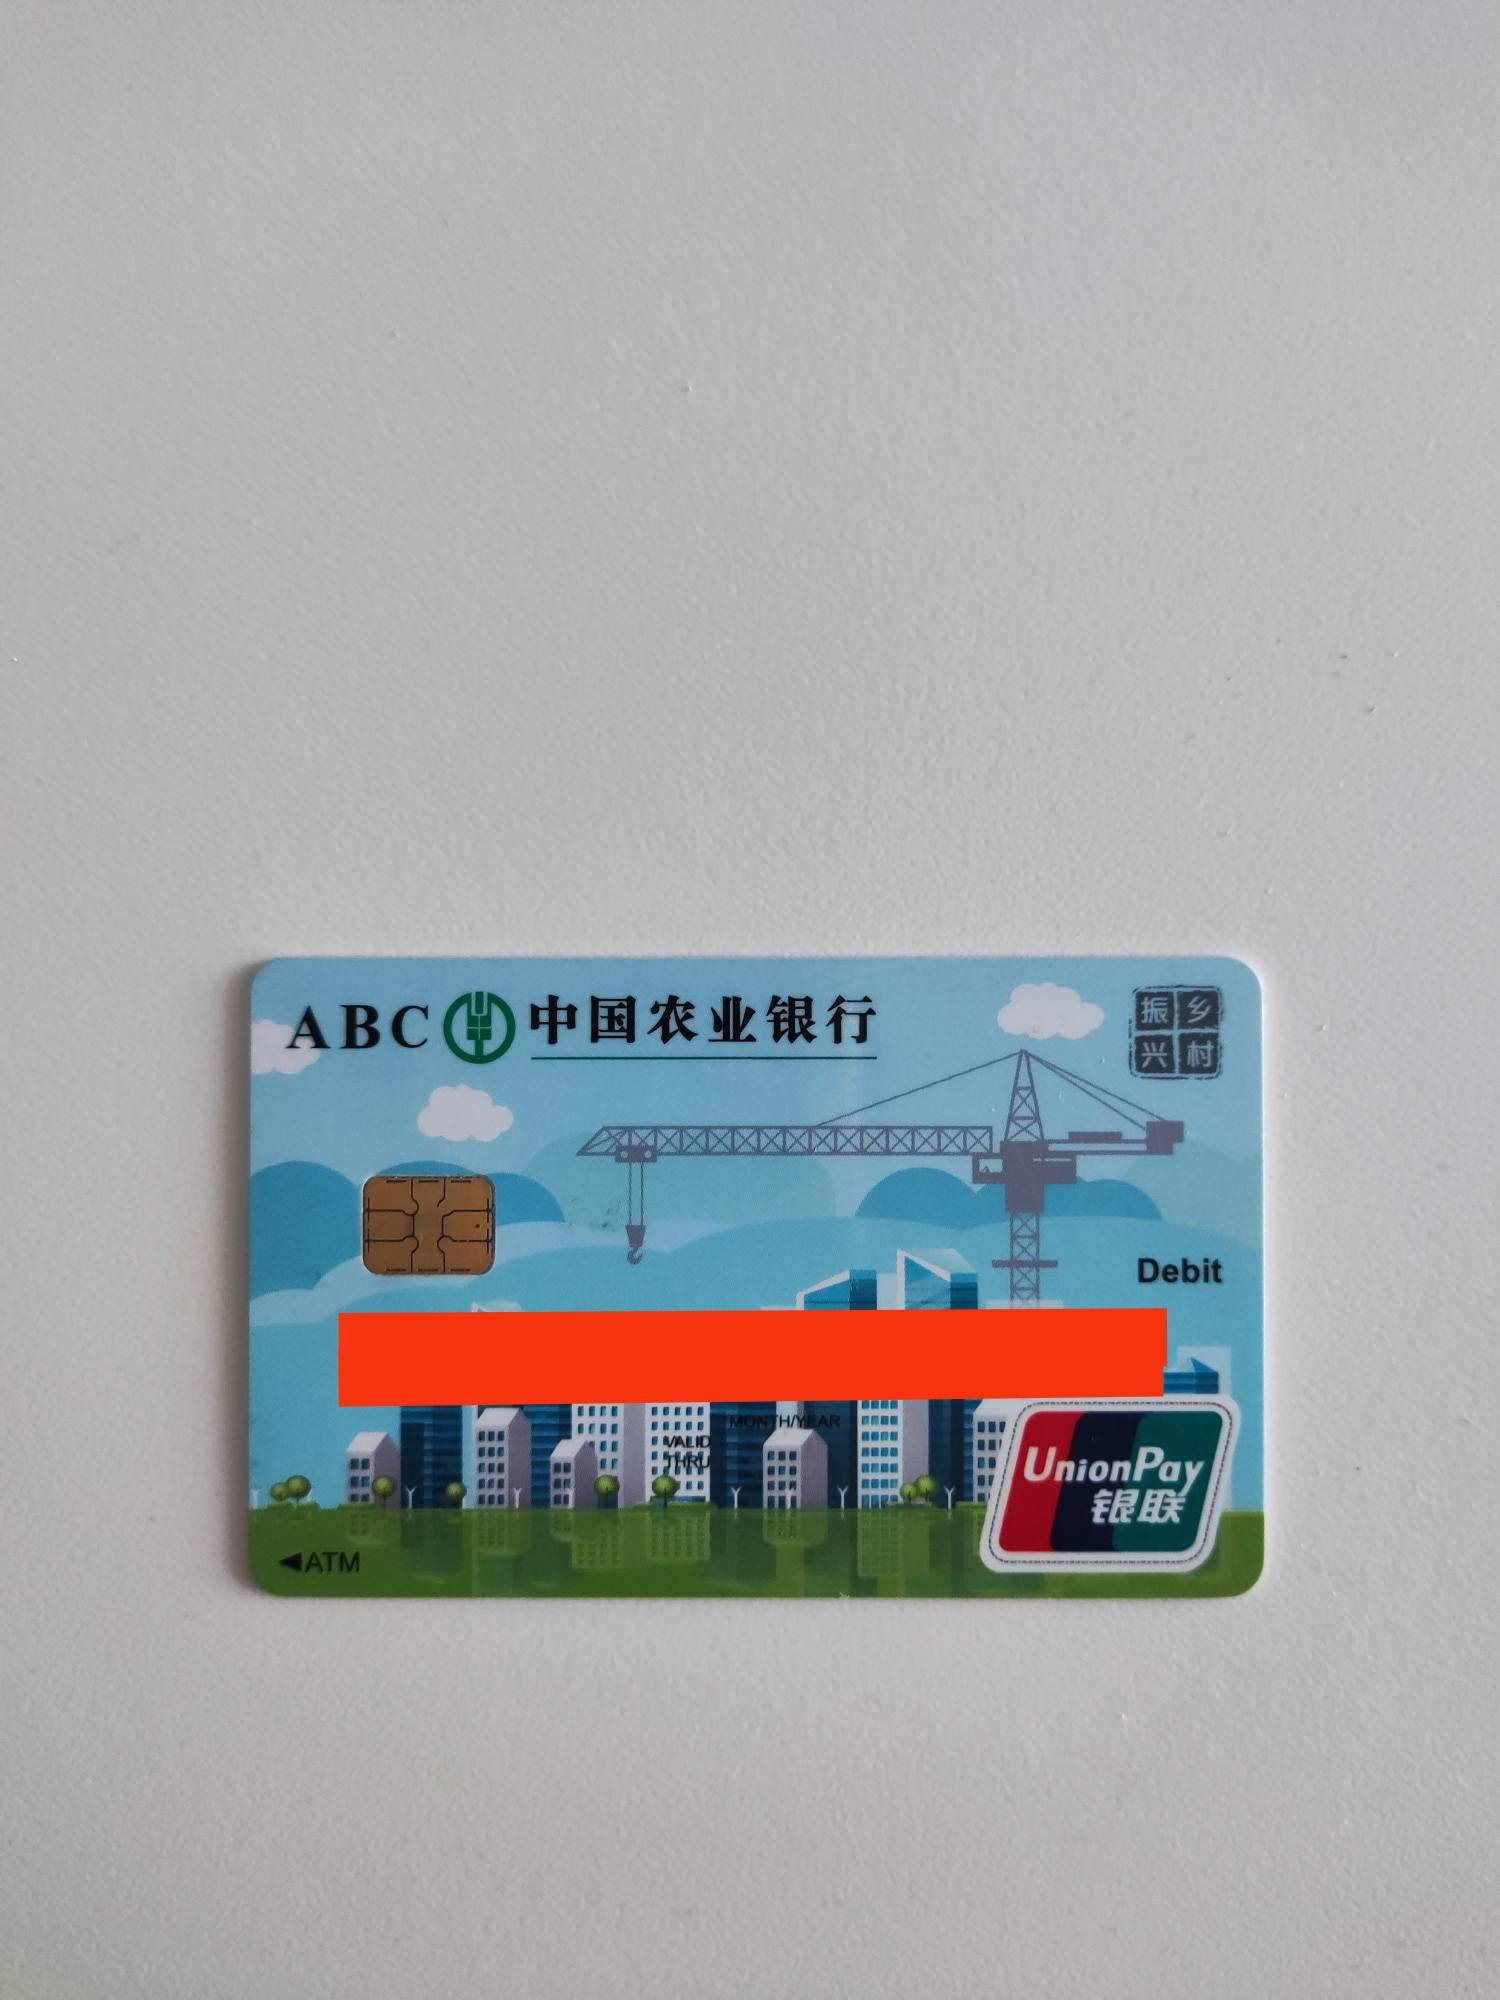 ABC 中国农业银行
振乡
兴村
Debit
MONTH/YEAR
VALID
THRU
ATM
UnionPay
银联